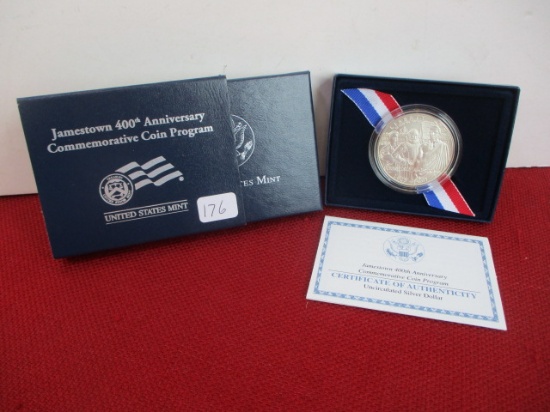 Jamestown 400th Anniversary
Commemorative Coin Program
UNITED STATES MINT
176
TES MINT
Jamestown 400th Anniversary
Commemorative Coin Program
CERTIFICATE OF AUTHENTICITY
Uncirculated Silver Dollar